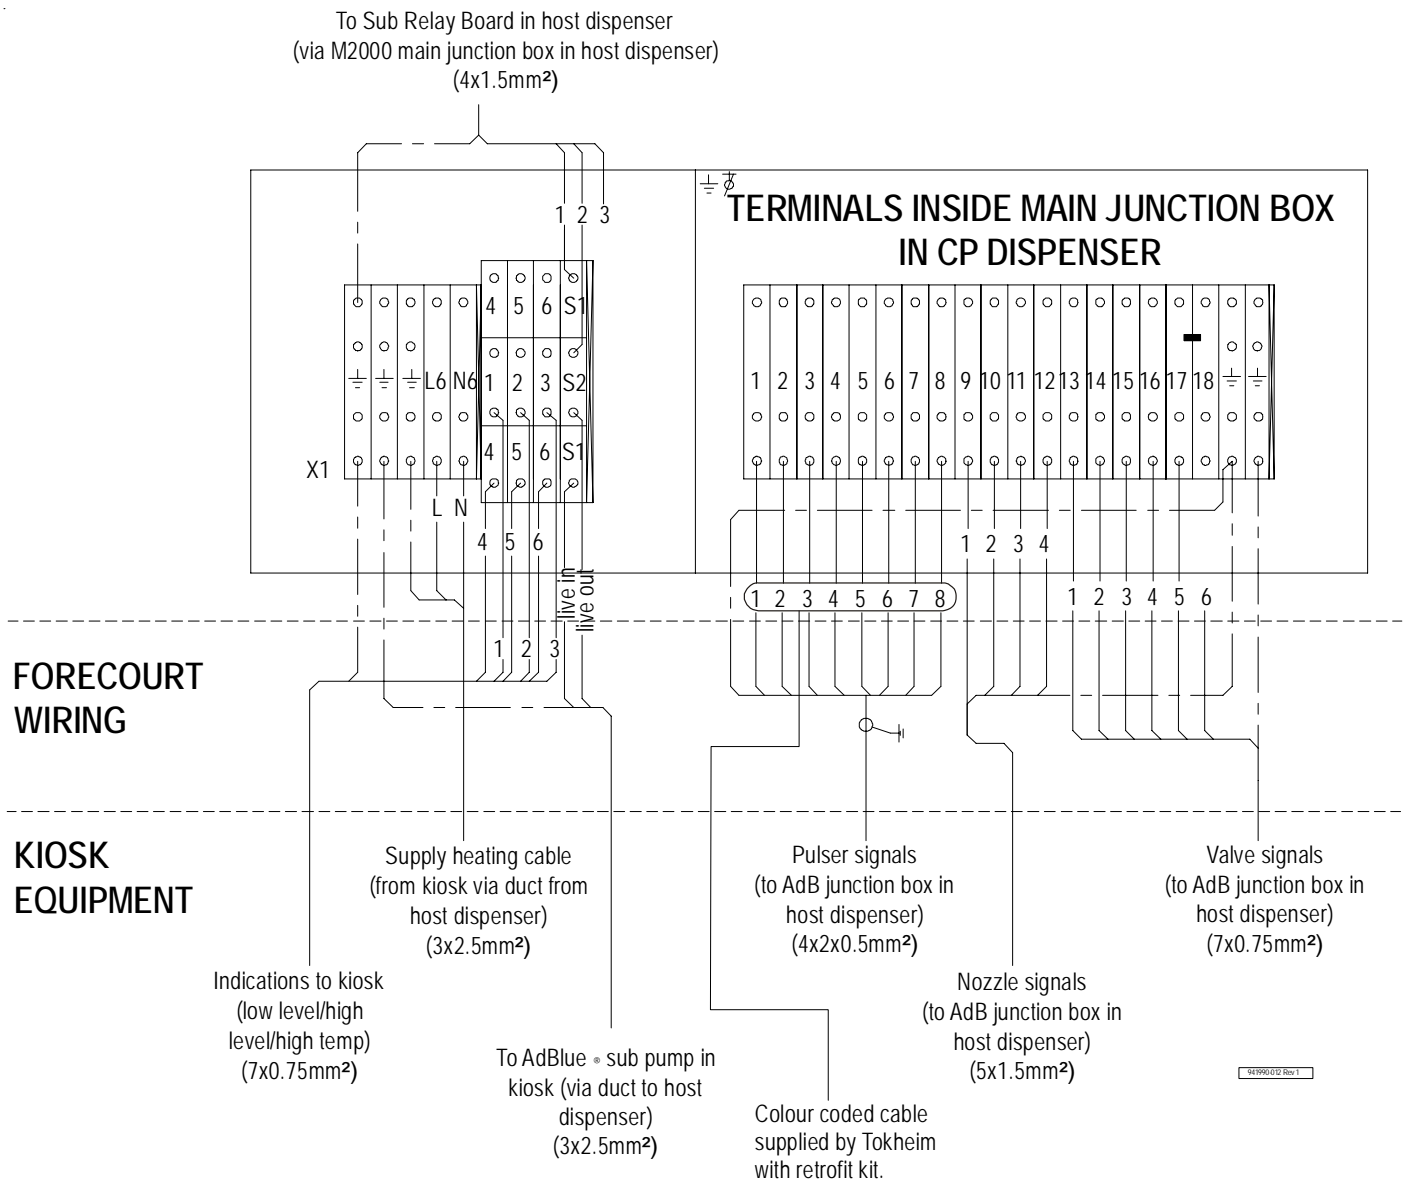 To Sub Relay Board in host dispenser
(via M2000 main junction box in host dispenser)
(4x1.5mm²)
1 2 3
TERMINALS INSIDE MAIN JUNCTION BOX
IN CP DISPENSER
4 5 6 S1
L6 N6 1 2 3 S2
4 5 6 S1
1 2 3 4 5 6 7 8 9 10 11 12 13 14 15 16 17 18
X1
L N
4 5 6
1 2 3 4
live in
live out
1 2 3 4 5 6 7 8
1 2 3 4 5 6
1 2 3
FORECOURT
WIRING
KIOSK
EQUIPMENT
Supply heating cable
(from kiosk via duct from
host dispenser)
(3x2.5mm²)
Pulser signals
(to AdB junction box in
host dispenser)
(4x2x0.5mm²)
Valve signals
(to AdB junction box in
host dispenser)
(7x0.75mm²)
Indications to kiosk
(low level/high
level/high temp)
(7x0.75mm²)
Nozzle signals
(to AdB junction box in
host dispenser)
(5x1.5mm²)
To AdBlue ® sub pump in
kiosk (via duct to host
dispenser)
(3x2.5mm²)
Colour coded cable
supplied by Tokheim
with retrofit kit.
941990-012 Rev 1